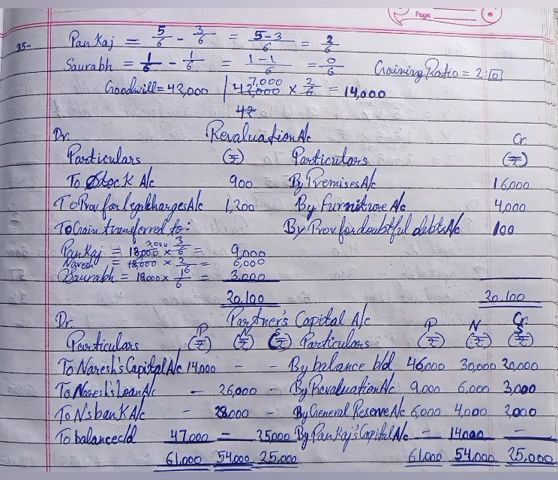 Page
35- Pankaj = 5/6 - 3/6 = 5-3/6 = 2/6
Saurabh = 1/6 - 1/6 = 1-1/6 = 0/6 Gaining Ratio = 2:0
Goodwill = 42,000 | 42,000 × 2/6 = 14,000
7,000
42
Dr. Revaluation A/c Cr.
Particulars (₹) Particulars (₹)
To Stock A/c 900 By Premises A/c 16,000
To Prov for legal charges A/c 1,200 By Furniture A/c 4,000
To Gain transferred to: By Prov for doubtful debts A/c 100
Pankaj = 18,000 × 3/6 = 9,000
3,000
Naresh = 18,000 × 2/6 = 6,000
Saurabh = 18,000 × 1/6 = 3,000
20,100 20,100
Dr. Partner's Capital A/c Cr
Particulars P (₹) N (₹) S (₹) Particulars P (₹) N (₹) S (₹)
To Naresh's Capital A/c 14,000 - - By balance b/d 46,000 30,000 20,000
To Naresh's Loan A/c - 26,000 - By Revaluation A/c 9,000 6,000 3,000
To N's bank A/c - 28,000 - By General Reserve A/c 6,000 4,000 2,000
To balance c/d 47,000 - 25,000 By Pankaj's Capital A/c - 14,000 -
61,000 54,000 25,000 61,000 54,000 25,000